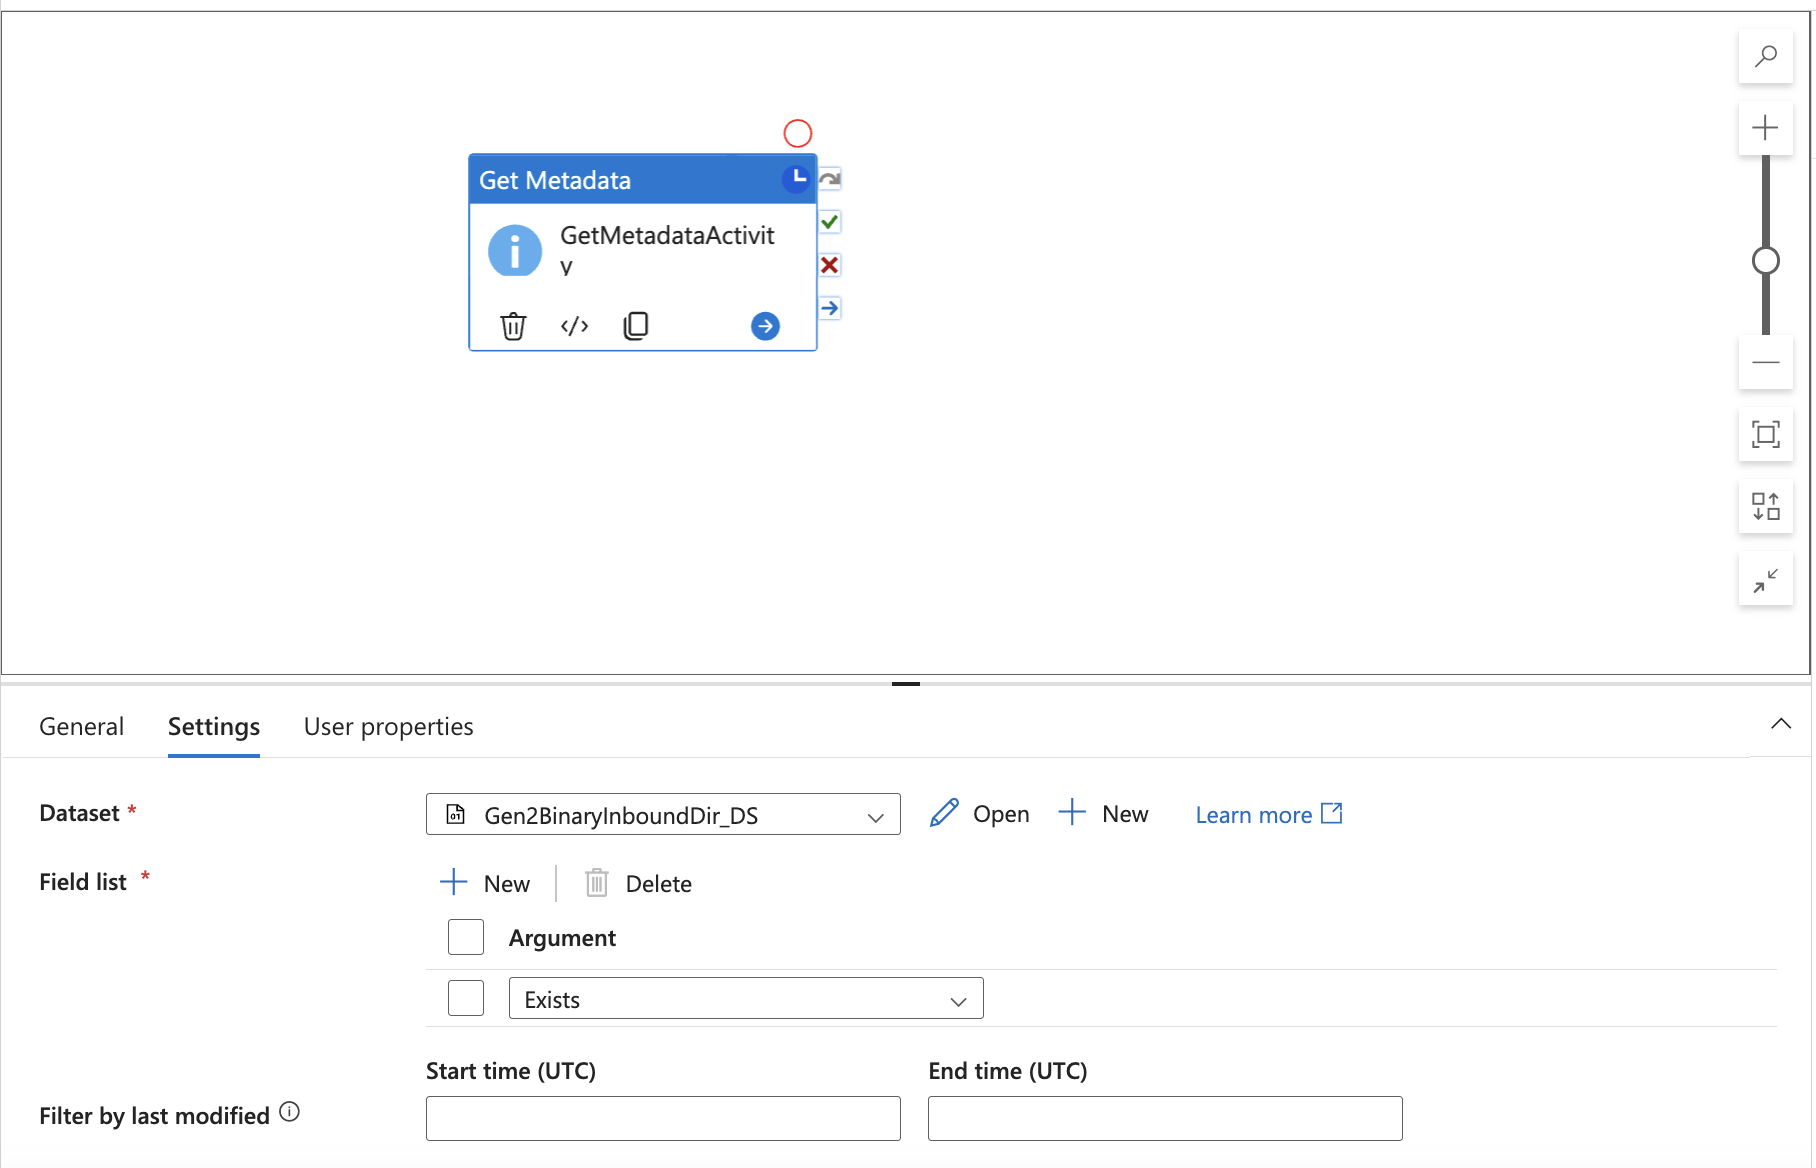 Get Metadata
GetMetadataActivit
y
General Settings User properties
Dataset * Gen2BinaryInboundDir_DS Open New Learn more
Field list * New Delete
Argument
Exists
Start time (UTC) End time (UTC)
Filter by last modified